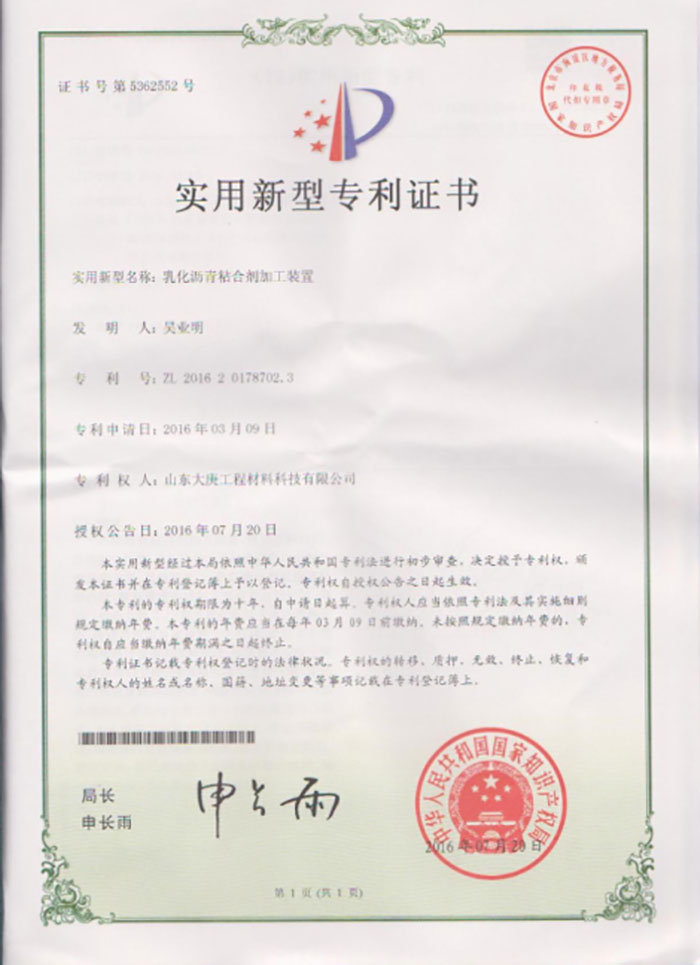 证书号第5362552号
印花税
代扣专用章
国家知识产权局
实用新型专利证书
实用新型名称：乳化沥青粘合剂加工装置
发明人：吴业明
专利号：ZL 2016 2 0178702.3
专利申请日：2016年03月09日
专利权人：山东大庚工程材料科技有限公司
授权公告日：2016年07月20日
本实用新型经过本局依照中华人民共和国专利法进行初步审查，决定授予专利权，颁
发本证书并在专利登记簿上予以登记。专利权自授权公告之日起生效。
本专利的专利权期限为十年，自申请日起算。专利权人应当依照专利法及其实施细则
规定缴纳年费。本专利的年费应当在每年03月09日前缴纳。未按照规定缴纳年费的，专
利权自应当缴纳年费期满之日起终止。
专利证书记载专利权登记时的法律状况。专利权的转移、质押、无效、终止、恢复和
专利权人的姓名或名称、国籍、地址变更等事项记载在专利登记簿上。
局长
申长雨
申长雨
中华人民共和国国家知识产权局
2016年07月20日
第1页（共1页）